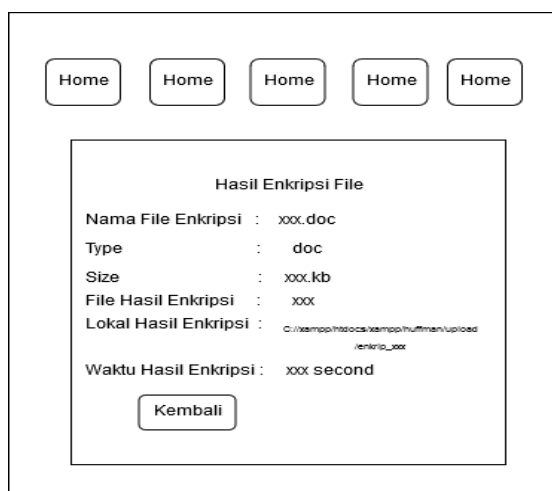 Home Home Home Home Home
Hasil Enkripsi File
Nama File Enkripsi : xxx.doc
Type : doc
Size : xxx.kb
File Hasil Enkripsi : xxx
Lokal Hasil Enkripsi : C://xampp/htdocs/xampp/huffman/upload
/enkrip_xxx
Waktu Hasil Enkripsi : xxx second
Kembali